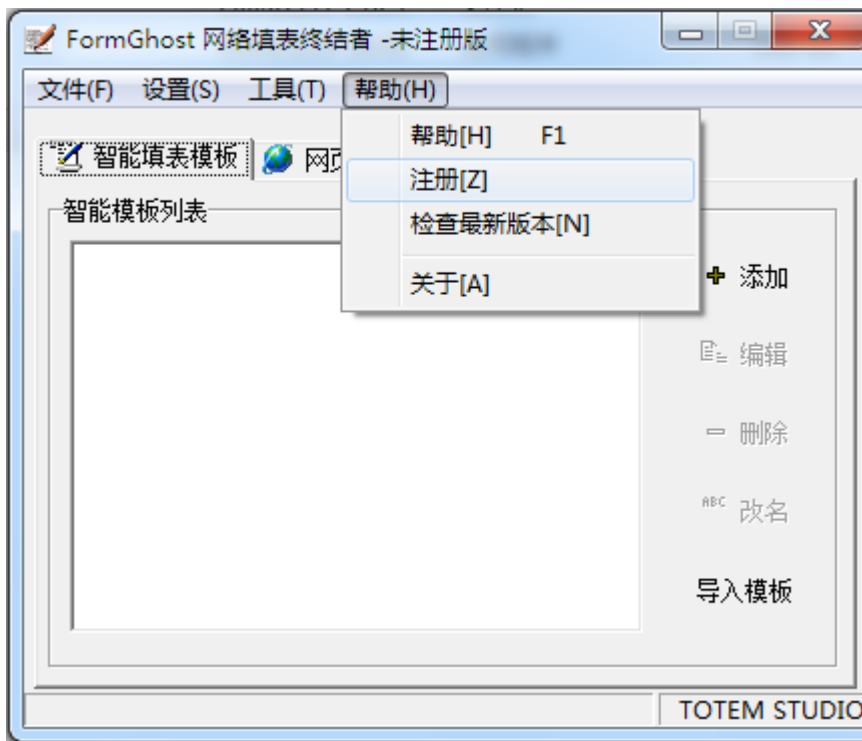 FormGhost 网络填表终结者 -未注册版
文件(F) 设置(S) 工具(T) 帮助(H)
帮助[H] F1
注册[Z]
检查最新版本[N]
关于[A]
智能填表模板 网页
智能模板列表
添加
编辑
删除
ABC 改名
导入模板
TOTEM STUDIO